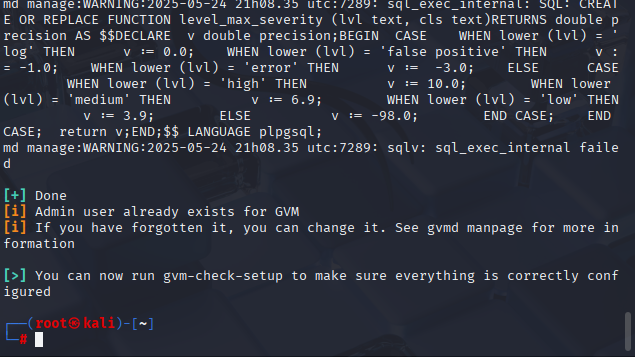 md manage:WARNING:2025-05-24 21h08.35 utc:7289: sql_exec_internal: SQL: CREAT
E OR REPLACE FUNCTION level_max_severity (lvl text, cls text)RETURNS double p
recision AS $$DECLARE  v double precision;BEGIN  CASE    WHEN lower (lvl) = '
log' THEN      v := 0.0;    WHEN lower (lvl) = 'false positive' THEN      v :
= -1.0;    WHEN lower (lvl) = 'error' THEN      v :=  -3.0;    ELSE      CASE
        WHEN lower (lvl) = 'high' THEN          v := 10.0;        WHEN lower
(lvl) = 'medium' THEN          v := 6.9;        WHEN lower (lvl) = 'low' THEN
          v := 3.9;        ELSE          v := -98.0;        END CASE;    END
CASE;  return v;END;$$ LANGUAGE plpgsql;
md manage:WARNING:2025-05-24 21h08.35 utc:7289: sqlv: sql_exec_internal faile
d
[+] Done
[i] Admin user already exists for GVM
[i] If you have forgotten it, you can change it. See gvmd manpage for more in
formation
[>] You can now run gvm-check-setup to make sure everything is correctly conf
igured
┌──(root㉿kali)-[~]
└─#